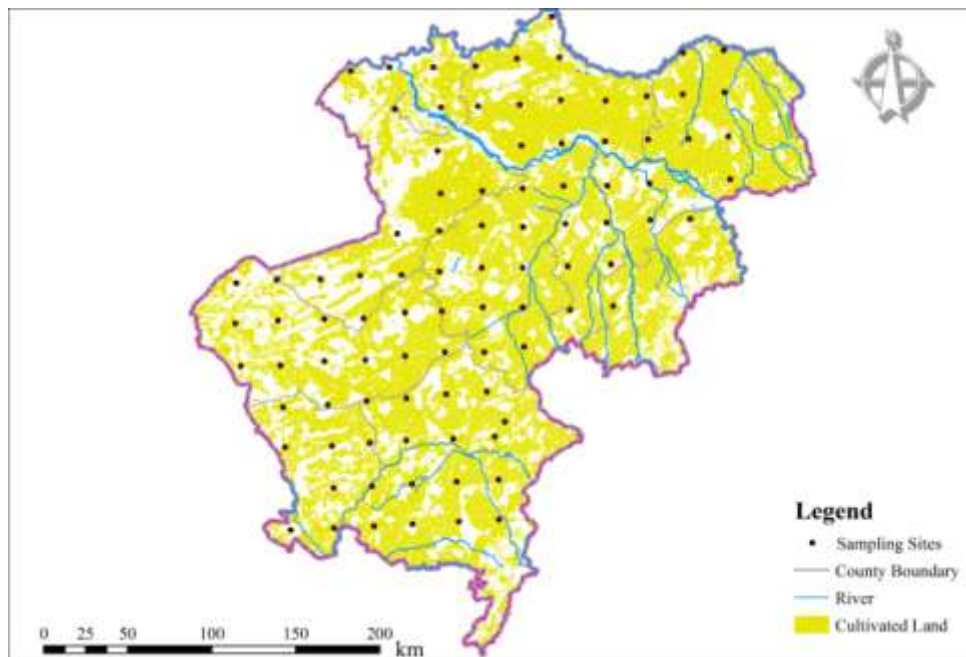 Legend
Sampling Sites
County Boundary
River
Cultivated Land
0 25 50 100 150 200
km